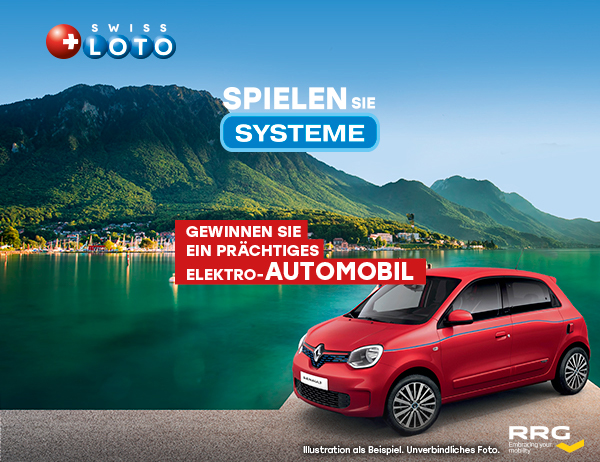 SWISS
LOTO
SPIELEN SIE
SYSTEME
GEWINNEN SIE
EIN PRÄCHTIGES
ELEKTRO-AUTOMOBIL
RENAULT
Illustration als Beispiel. Unverbindliches Foto.
RRG
Embracing your
mobility